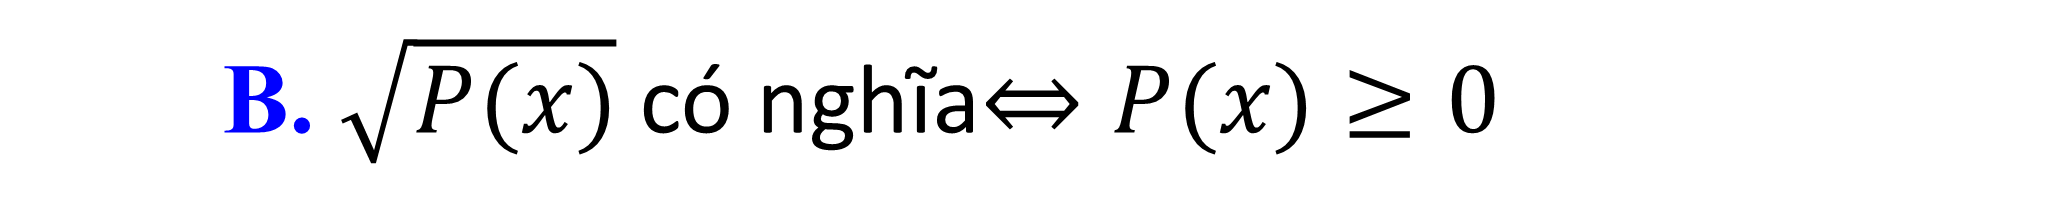 B. √P(x) có nghĩa⇔ P(x) ≥ 0